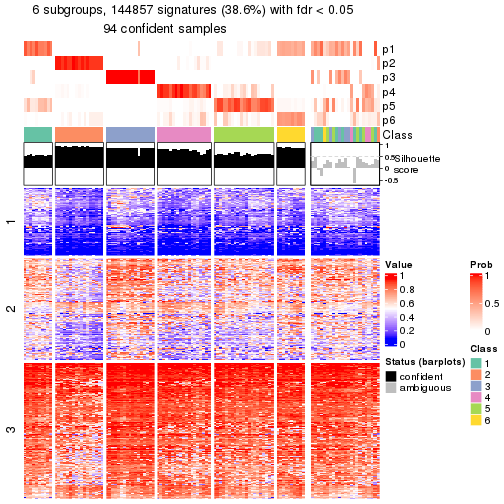 6 subgroups, 144857 signatures (38.6%) with fdr < 0.05
94 confident samples
p1
p2
p3
p4
p5
p6
Class
1
0.5
0
-0.5
Silhouette
score
1
2
3
Value
1
0.8
0.6
0.4
0.2
0
Prob
1
0.5
0
Status (barplots)
confident
ambiguous
Class
1
2
3
4
5
6